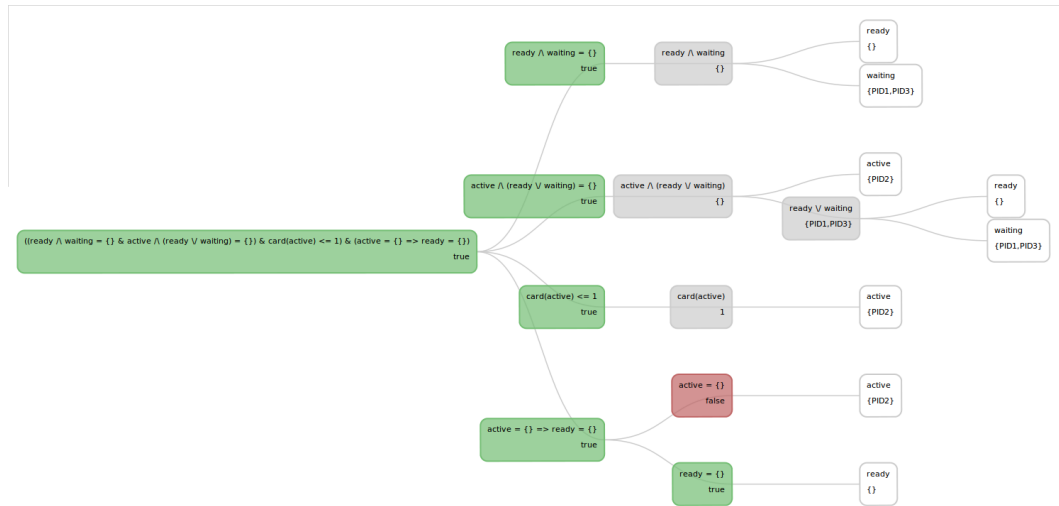 ready /\ waiting = {}
true
ready /\ waiting
{}
ready
{}
waiting
{PID1,PID3}
active /\ (ready \/ waiting) = {}
true
active /\ (ready \/ waiting)
{}
active
{PID2}
ready \/ waiting
{PID1,PID3}
ready
{}
waiting
{PID1,PID3}
((ready /\ waiting = {} & active /\ (ready \/ waiting) = {}) & card(active) <= 1) & (active = {} => ready = {})
true
card(active) <= 1
true
card(active)
1
active
{PID2}
active = {} => ready = {}
true
active = {}
false
active
{PID2}
ready = {}
true
ready
{}